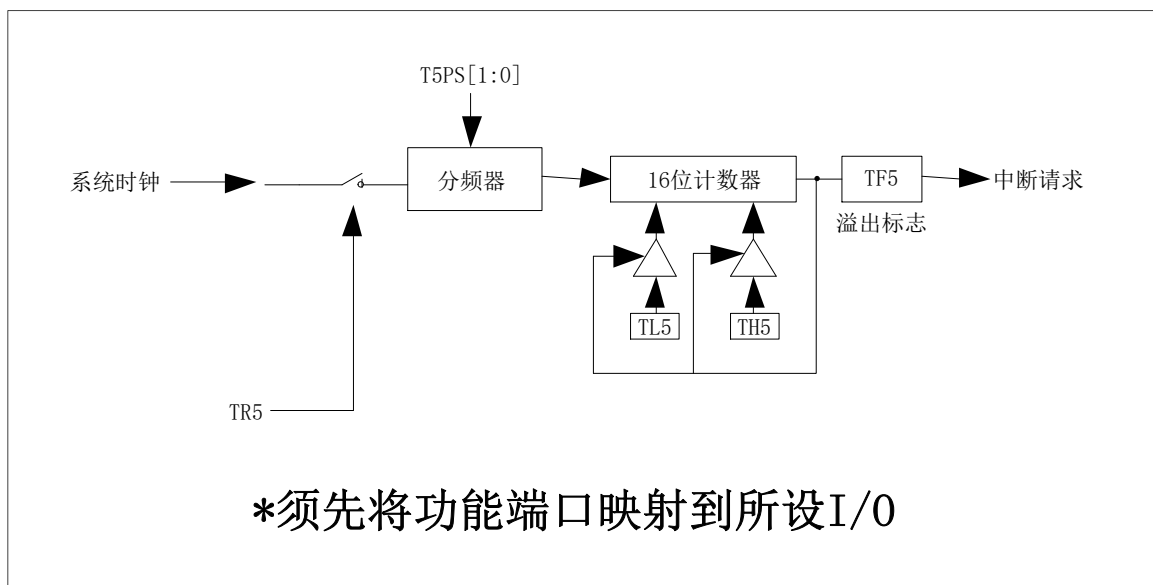 T5PS[1:0]
系统时钟
分频器
16位计数器
TF5
中断请求
溢出标志
TL5
TH5
TR5
*须先将功能端口映射到所设I/O